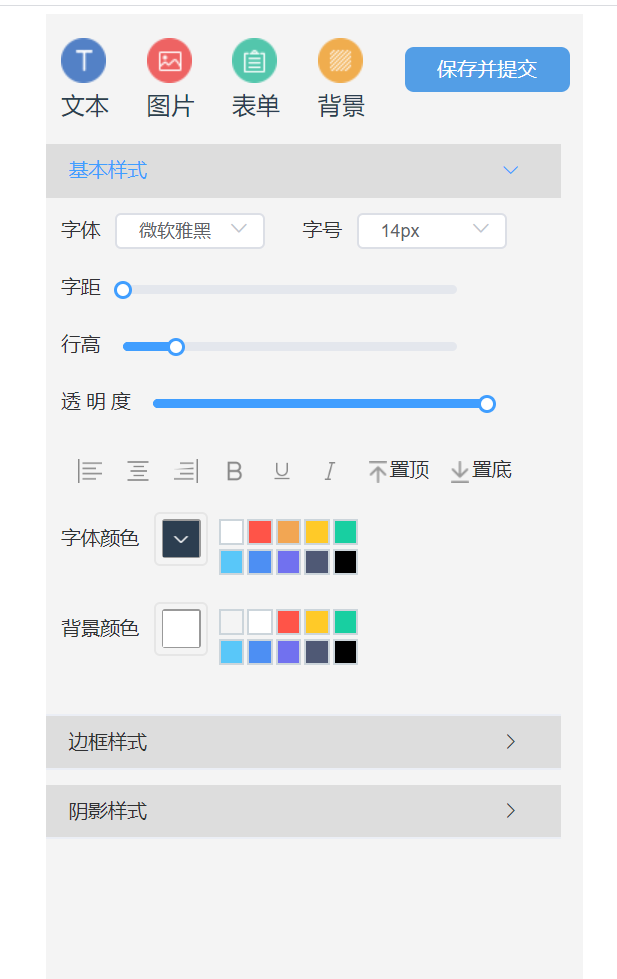 文本 图片 表单 背景 保存并提交
基本样式
字体 微软雅黑 字号 14px
字距
行高
透明度
B U I 置顶 置底
字体颜色
背景颜色
边框样式
阴影样式